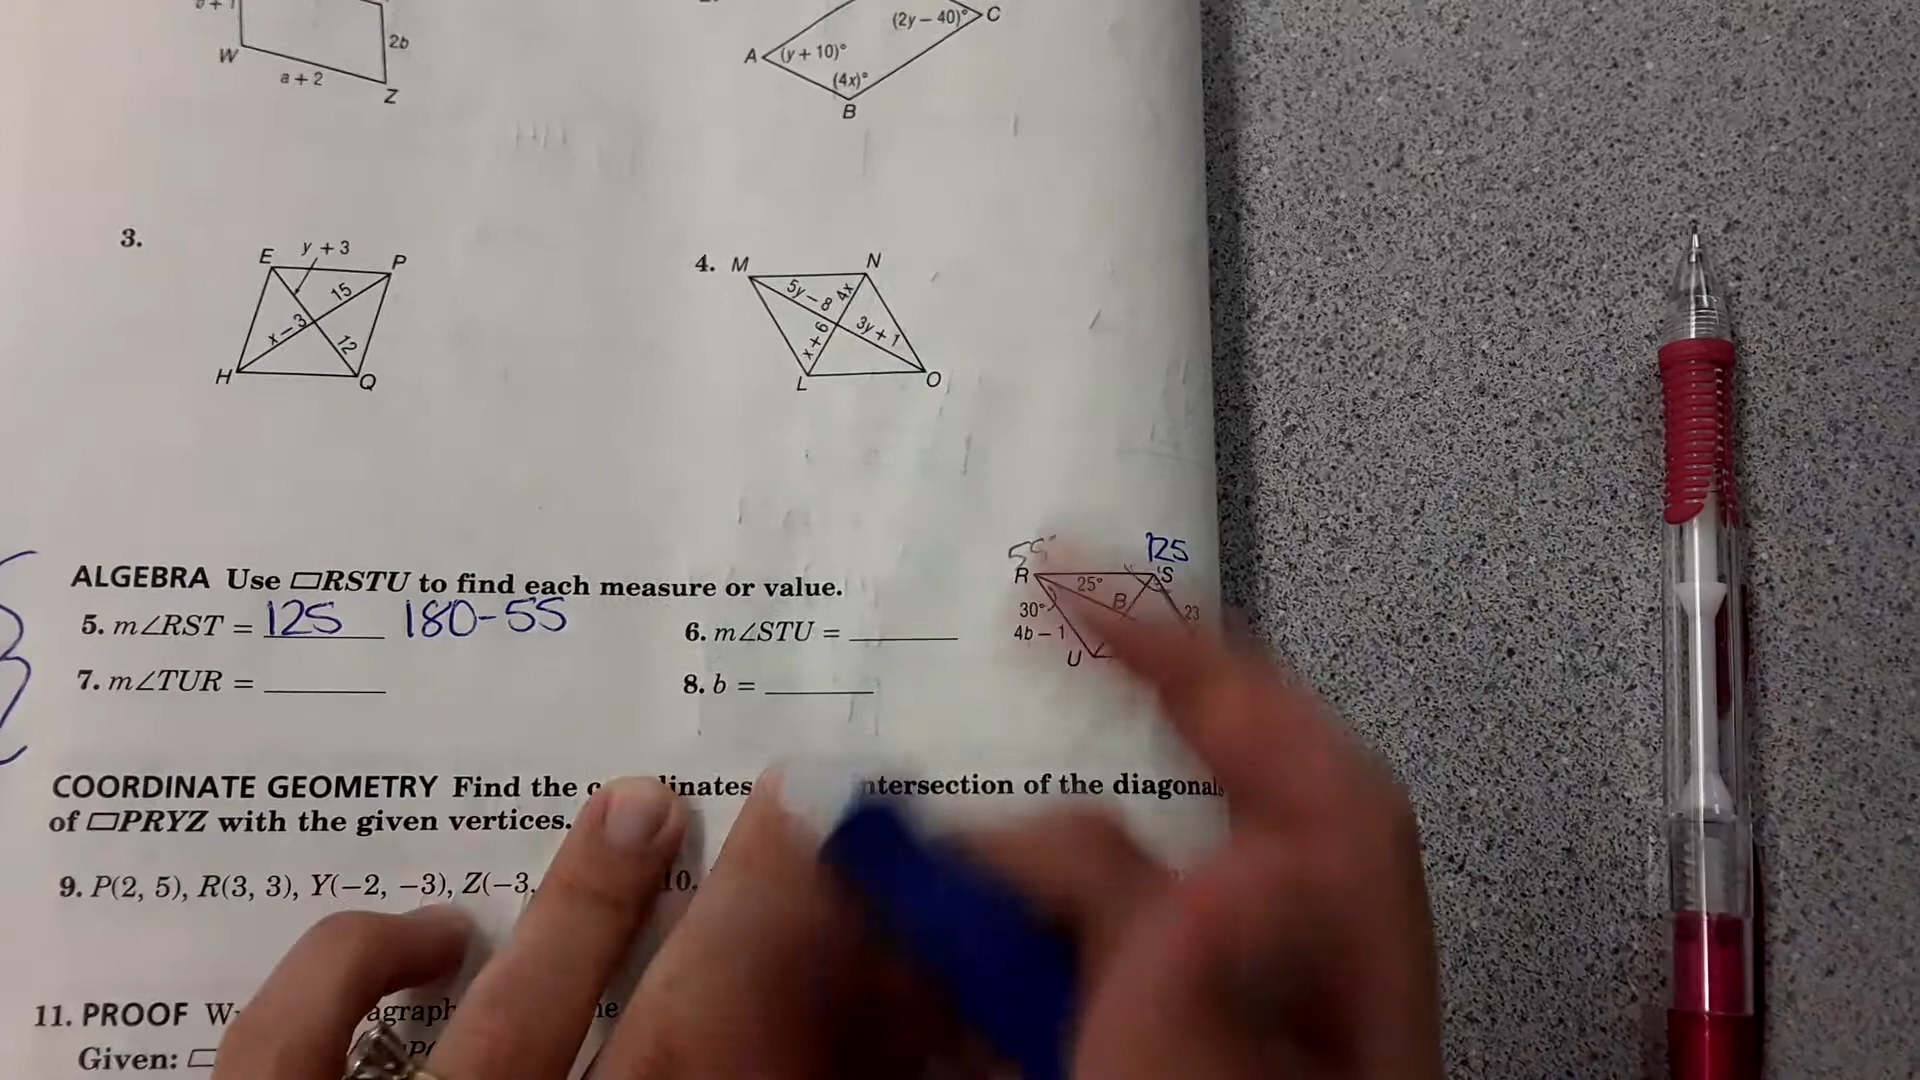 W
a + 2
2b
Z
A
(y + 10)°
(2y – 40)°
C
(4x)°
B
3.
E
y + 3
P
15
x – 3
12
H
Q
4.
M
N
5y – 8
4x
x + 6
3y + 1
L
O
ALGEBRA Use ▱RSTU to find each measure or value.
5. m∠RST = 125 180-55
6. m∠STU =
7. m∠TUR =
8. b =
125
R
25°
S
B
30°
23
4b – 1
U
COORDINATE GEOMETRY Find the intersection of the diagonals
of ▱PRYZ with the given vertices.
9. P(2, 5), R(3, 3), Y(−2, −3), Z(−3,
10.
11. PROOF
Given: ▱